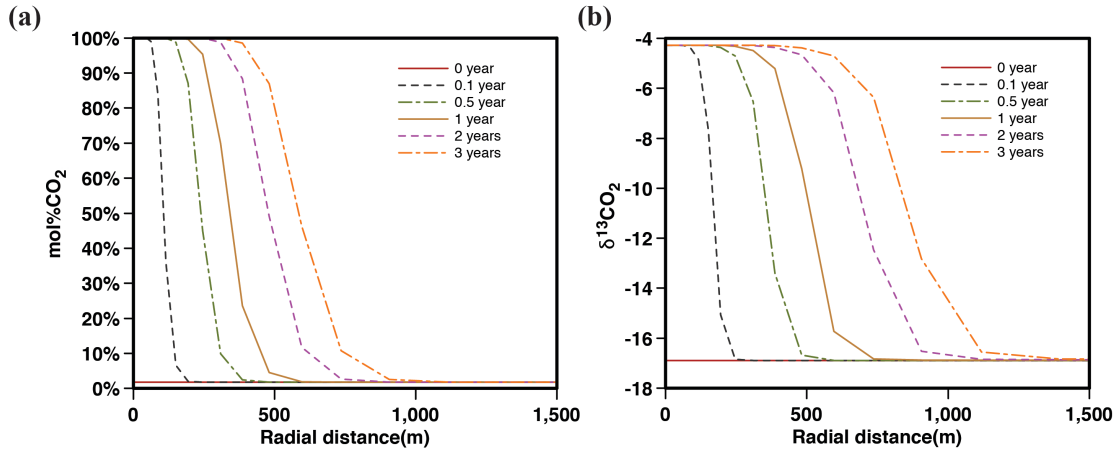 (a)
100%
90%
80%
70%
60%
50%
40%
30%
20%
10%
0%
mol%CO2
0
500
1,000
1,500
Radial distance(m)
0 year
0.1 year
0.5 year
1 year
2 years
3 years
(b)
-4
-6
-8
-10
-12
-14
-16
-18
δ13CO2
0
500
1,000
1,500
Radial distance(m)
0 year
0.1 year
0.5 year
1 year
2 years
3 years